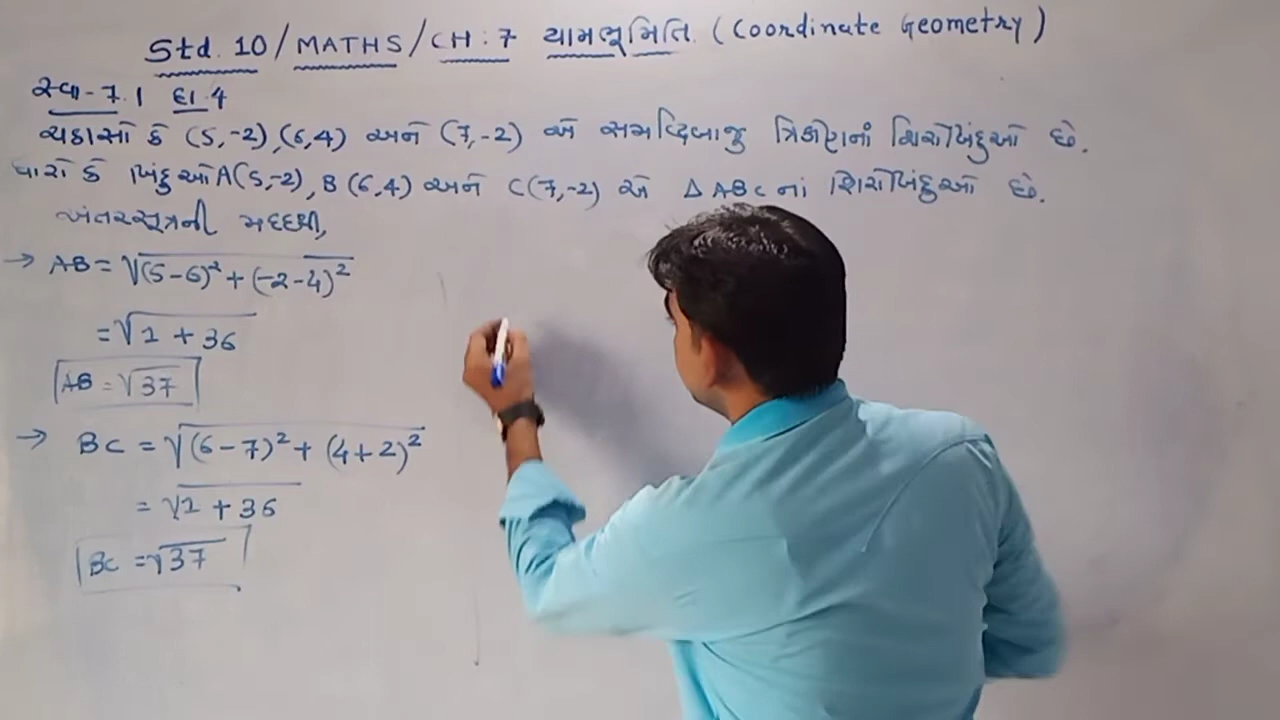 Std. 10/MATHS/CH:7 યામભૂમિતિ. (Coordinate Geometry)
સ્વા-7.1 દા.4
ચકાસો કે (5,-2),(6,4) અને (7,-2) એ સમદ્વિબાજુ ત્રિકોણનાં શિરોબિંદુઓ છે.
ધારો કે બિંદુઓ A(5,-2), B(6,4) અને C(7,-2) એ △ABC નાં શિરોબિંદુઓ છે.
અંતરસૂત્રની મદદથી,
→ AB = √(5-6)² + (-2-4)²
= √1 + 36
AB = √37
→ BC = √(6-7)² + (4+2)²
= √1 + 36
BC = √37